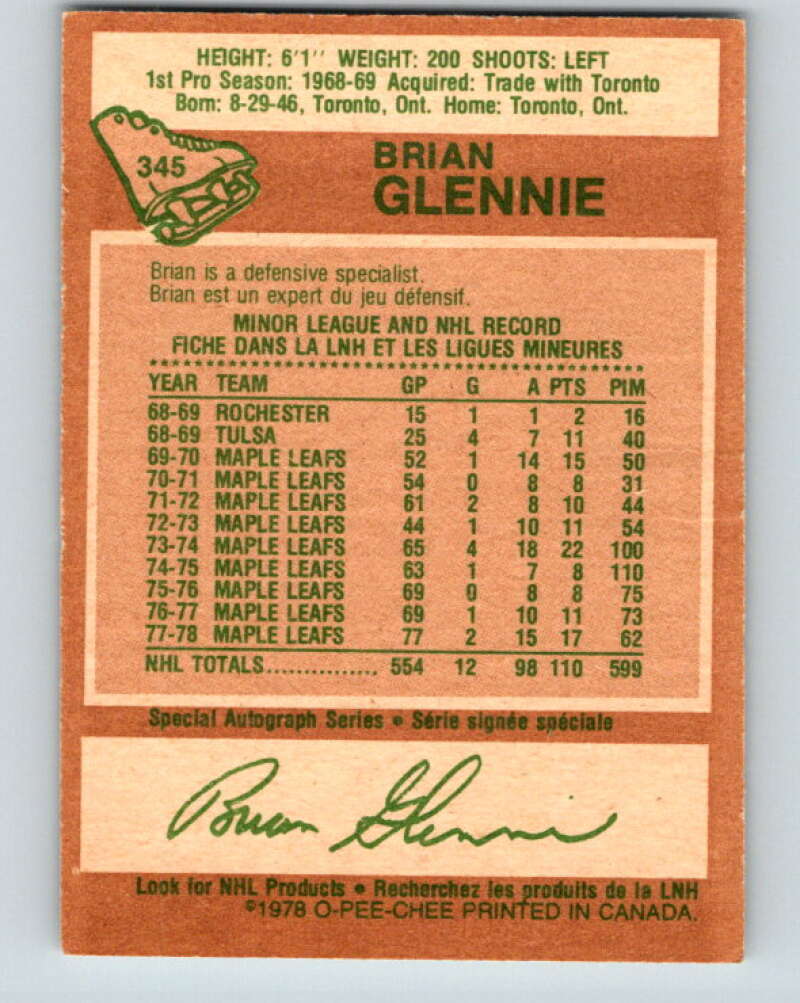 HEIGHT: 6'1'' WEIGHT: 200 SHOOTS: LEFT
1st Pro Season: 1968-69 Acquired: Trade with Toronto
Born: 8-29-46, Toronto, Ont. Home: Toronto, Ont.
345
BRIAN
GLENNIE
Brian is a defensive specialist.
Brian est un expert du jeu défensif.
MINOR LEAGUE AND NHL RECORD
FICHE DANS LA LNH ET LES LIGUES MINEURES
YEAR TEAM GP G A PTS PIM
68-69 ROCHESTER 15 1 1 2 16
68-69 TULSA 25 4 7 11 40
69-70 MAPLE LEAFS 52 1 14 15 50
70-71 MAPLE LEAFS 54 0 8 8 31
71-72 MAPLE LEAFS 61 2 8 10 44
72-73 MAPLE LEAFS 44 1 10 11 54
73-74 MAPLE LEAFS 65 4 18 22 100
74-75 MAPLE LEAFS 63 1 7 8 110
75-76 MAPLE LEAFS 69 0 8 8 75
76-77 MAPLE LEAFS 69 1 10 11 73
77-78 MAPLE LEAFS 77 2 15 17 62
NHL TOTALS............... 554 12 98 110 599
Special Autograph Series • Série signée spéciale
Brian Glennie
Look for NHL Products • Recherchez les produits de la LNH
©1978 O-PEE-CHEE PRINTED IN CANADA.